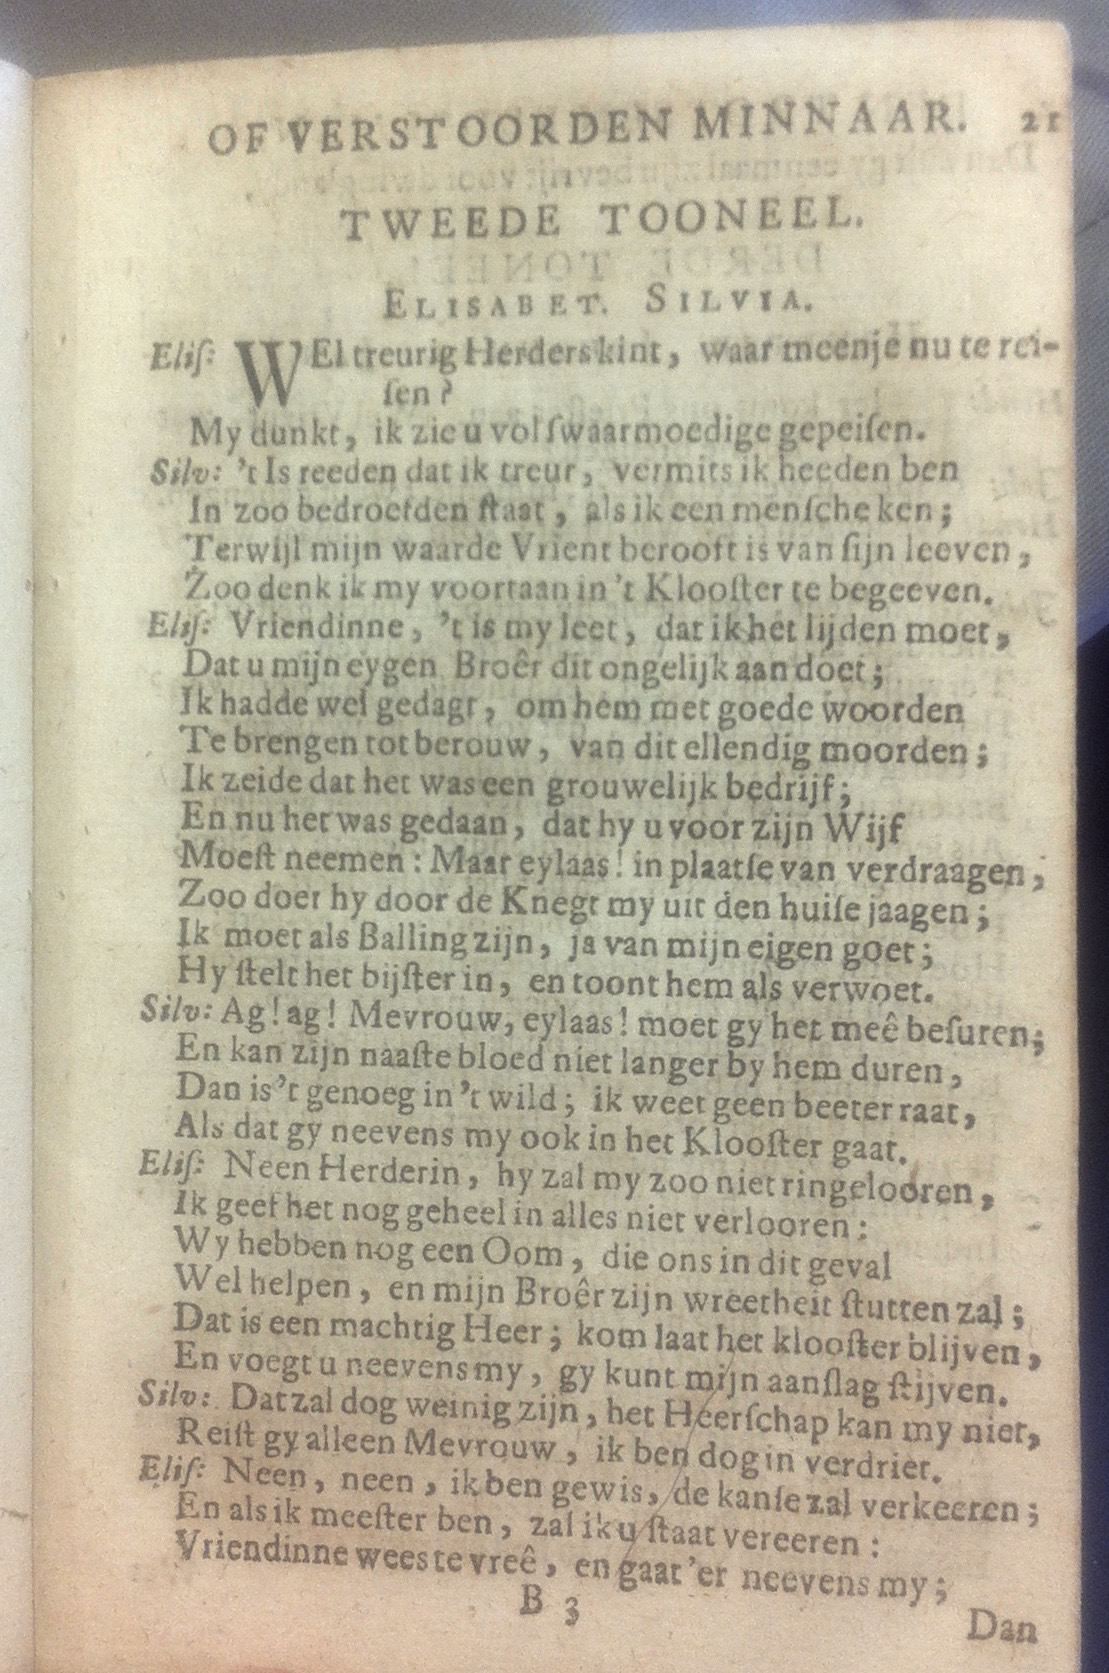 OF VERSTOORDEN MINNAAR. 21
TWEEDE TOONEEL.
ELISABET. SILVIA.
Eliſ: WEl treurig Herderskint, waar meenje nu te rei-
ſen?
My dunkt, ik zie u vol ſwaarmoedige gepeiſen.
Silv: 't Is reeden dat ik treur, vermits ik heeden ben
In zoo bedroefden ſtaat, als ik een menſche ken;
Terwijl mijn waarde Vrient berooft is van ſijn leeven,
Zoo denk ik my voortaan in 't Klooſter te begeeven.
Eliſ: Vriendinne, 't is my leet, dat ik het lijden moet,
Dat u mijn eygen Broêr dit ongelijk aan doet;
Ik hadde wel gedagt, om hem met goede woorden
Te brengen tot berouw, van dit ellendig moorden;
Ik zeide dat het was een grouwelijk bedrijf;
En nu het was gedaan, dat hy u voor zijn Wijf
Moeſt neemen: Maar eylaas! in plaatſe van verdraagen,
Zoo doet hy door de Knegt my uit den huiſe jaagen;
Ik moet als Balling zijn, ja van mijn eigen goet;
Hy ſtelt het bijſter in, en toont hem als verwoet.
Silv: Ag! ag! Mevrouw, eylaas! moet gy het meê beſuren;
En kan zijn naaſte bloed niet langer by hem duren,
Dan is 't genoeg in 't wild; ik weet geen beeter raat,
Als dat gy neevens my ook in het Klooſter gaat.
Eliſ: Neen Herderin, hy zal my zoo niet ringelooren,
Ik geef het nog geheel in alles niet verlooren:
Wy hebben nog een Oom, die ons in dit geval
Wel helpen, en mijn Broêr zijn wreetheit ſtutten zal;
Dat is een machtig Heer; kom laat het klooſter blijven,
En voegt u neevens my, gy kunt mijn aanſlag ſtijven.
Silv: Dat zal dog weinig zijn, het Heerſchap kan my niet,
Reiſt gy alleen Mevrouw, ik ben dog in verdriet.
Eliſ: Neen, neen, ik ben gewis, de kanſe zal verkeeren;
En als ik meeſter ben, zal ik u ſtaat vereeren:
Vriendinne wees te vreê, en gaat 'er neevens my;
B 3
Dan